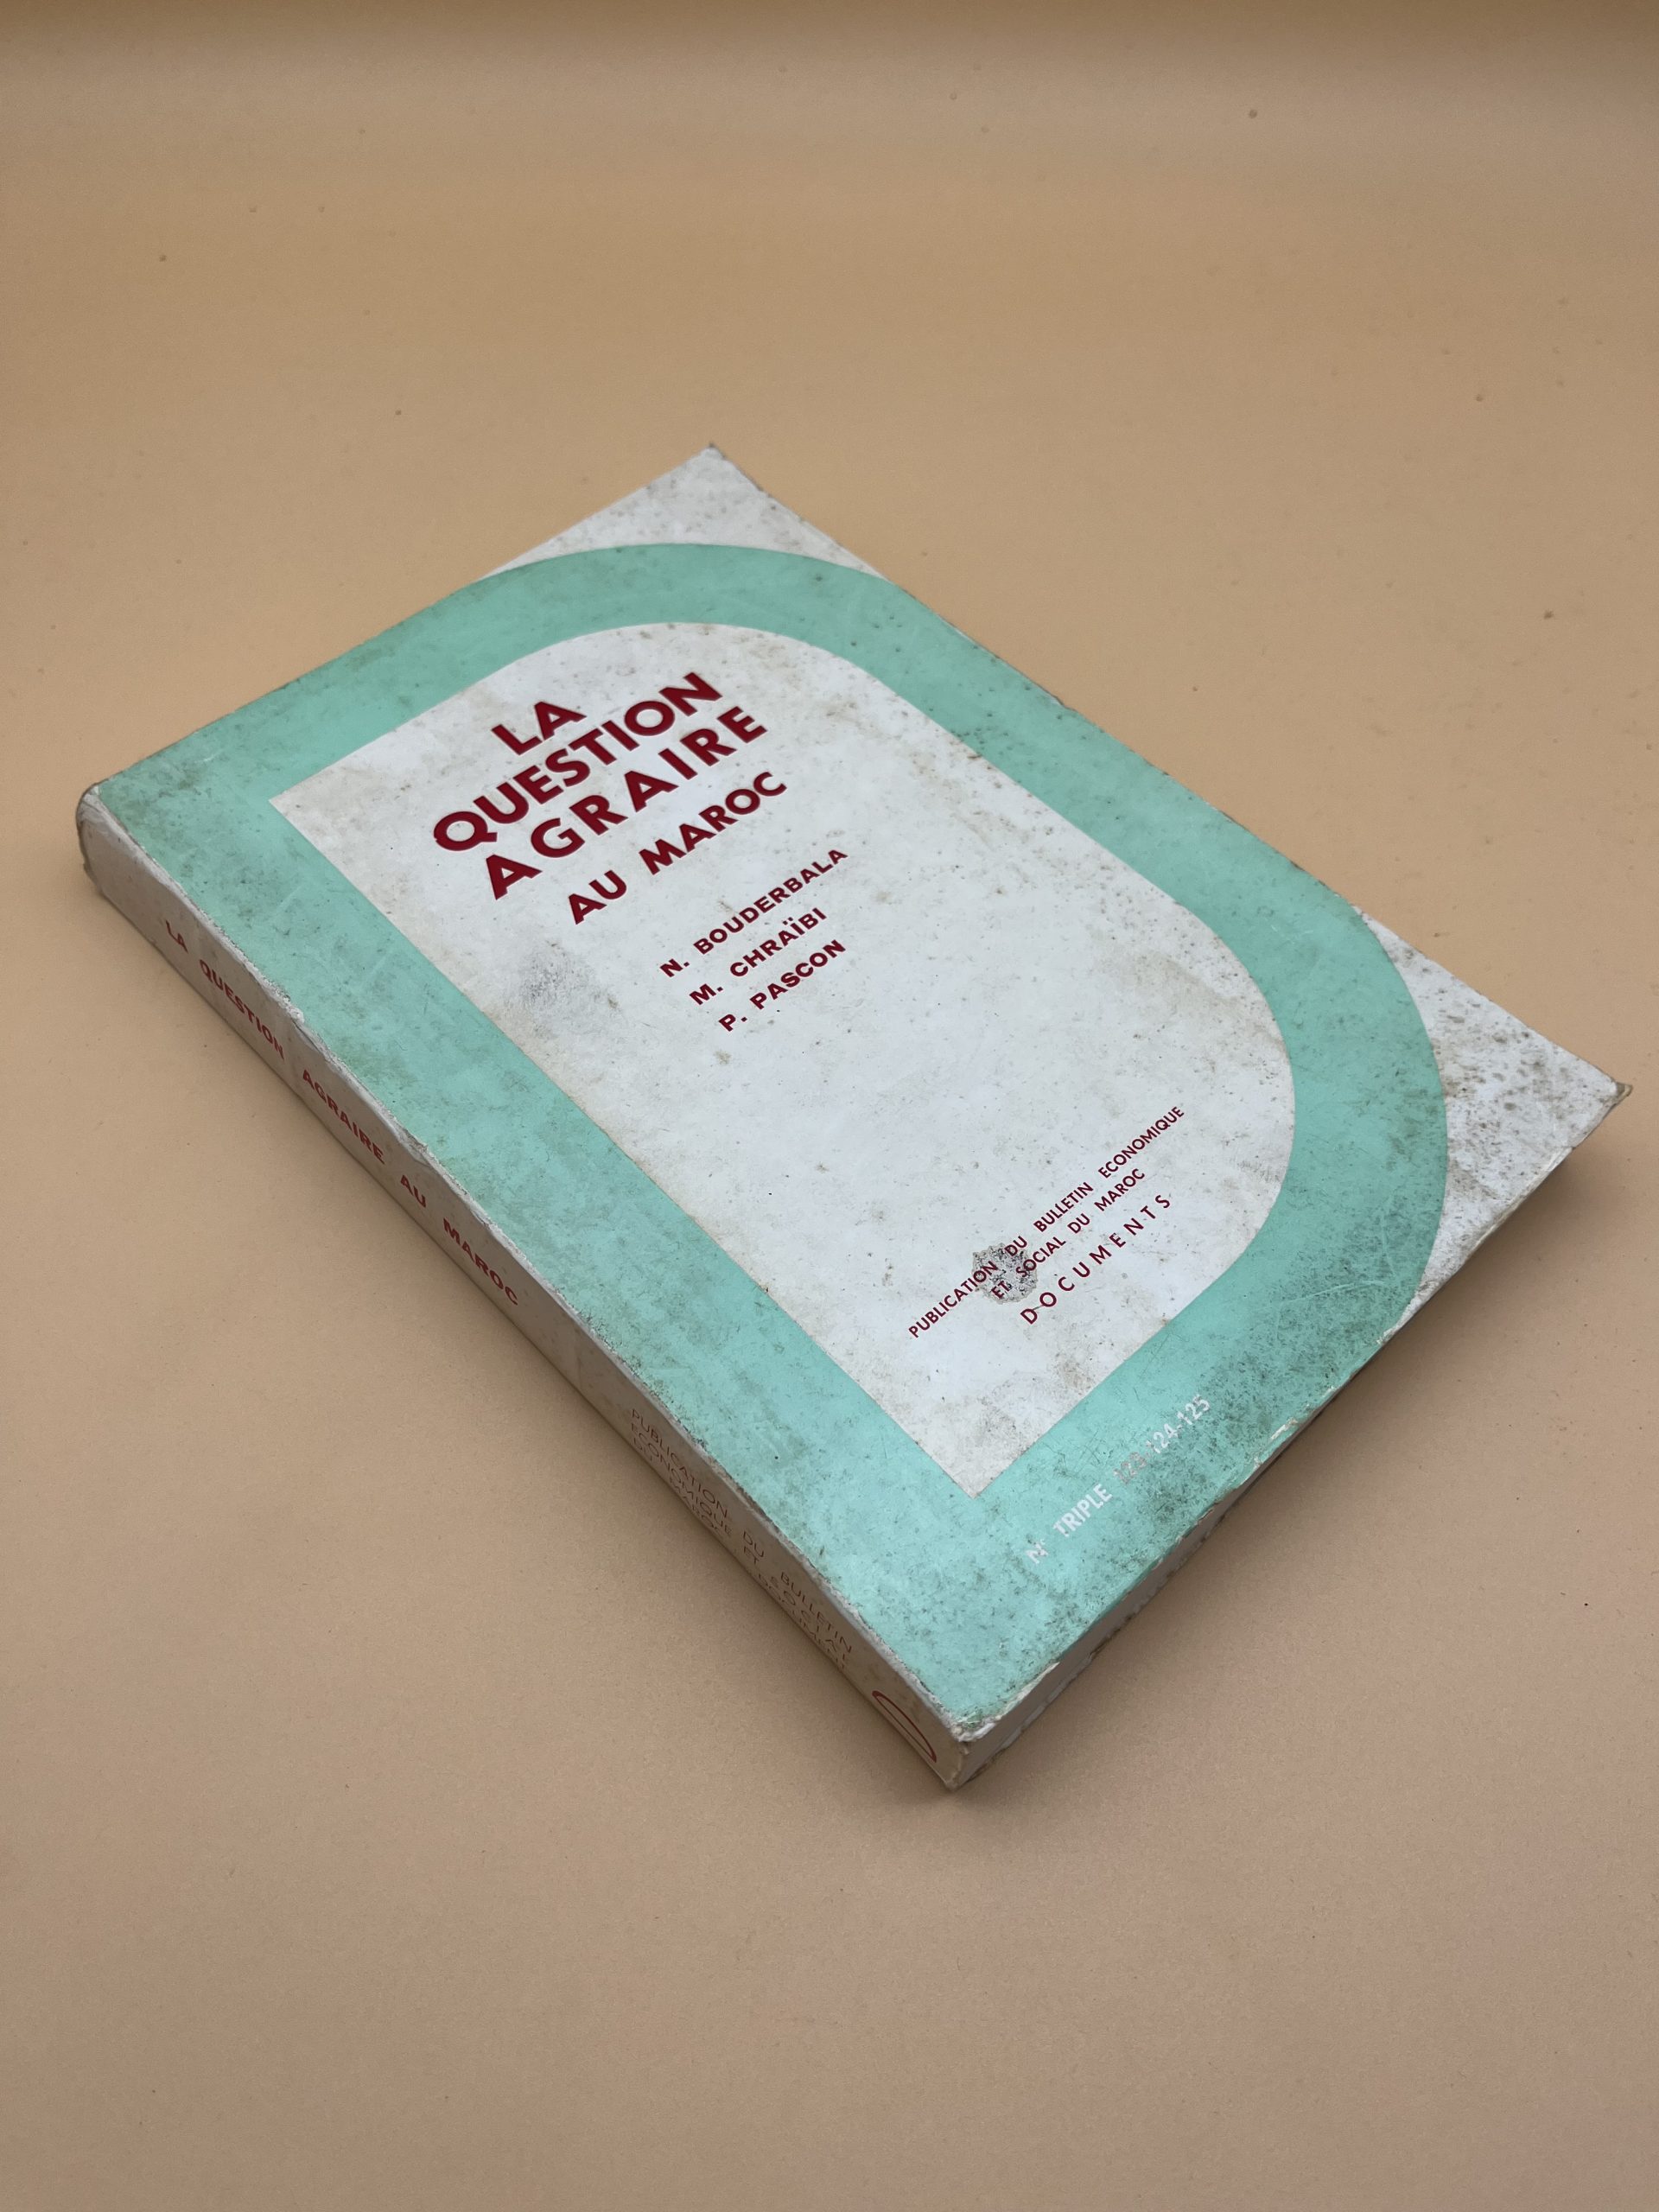 LA
QUESTION
AGRAIRE
AU MAROC
N. BOUDERBALA
M. CHRAÏBI
P. PASCON
PUBLICATION DU BULLETIN ECONOMIQUE
ET SOCIAL DU MAROC
DOCUMENTS
N° TRIPLE 123-124-125
LA QUESTION AGRAIRE AU MAROC
PUBLICATION DU BULLETIN
ECONOMIQUE ET SOCIAL
DU MAROC